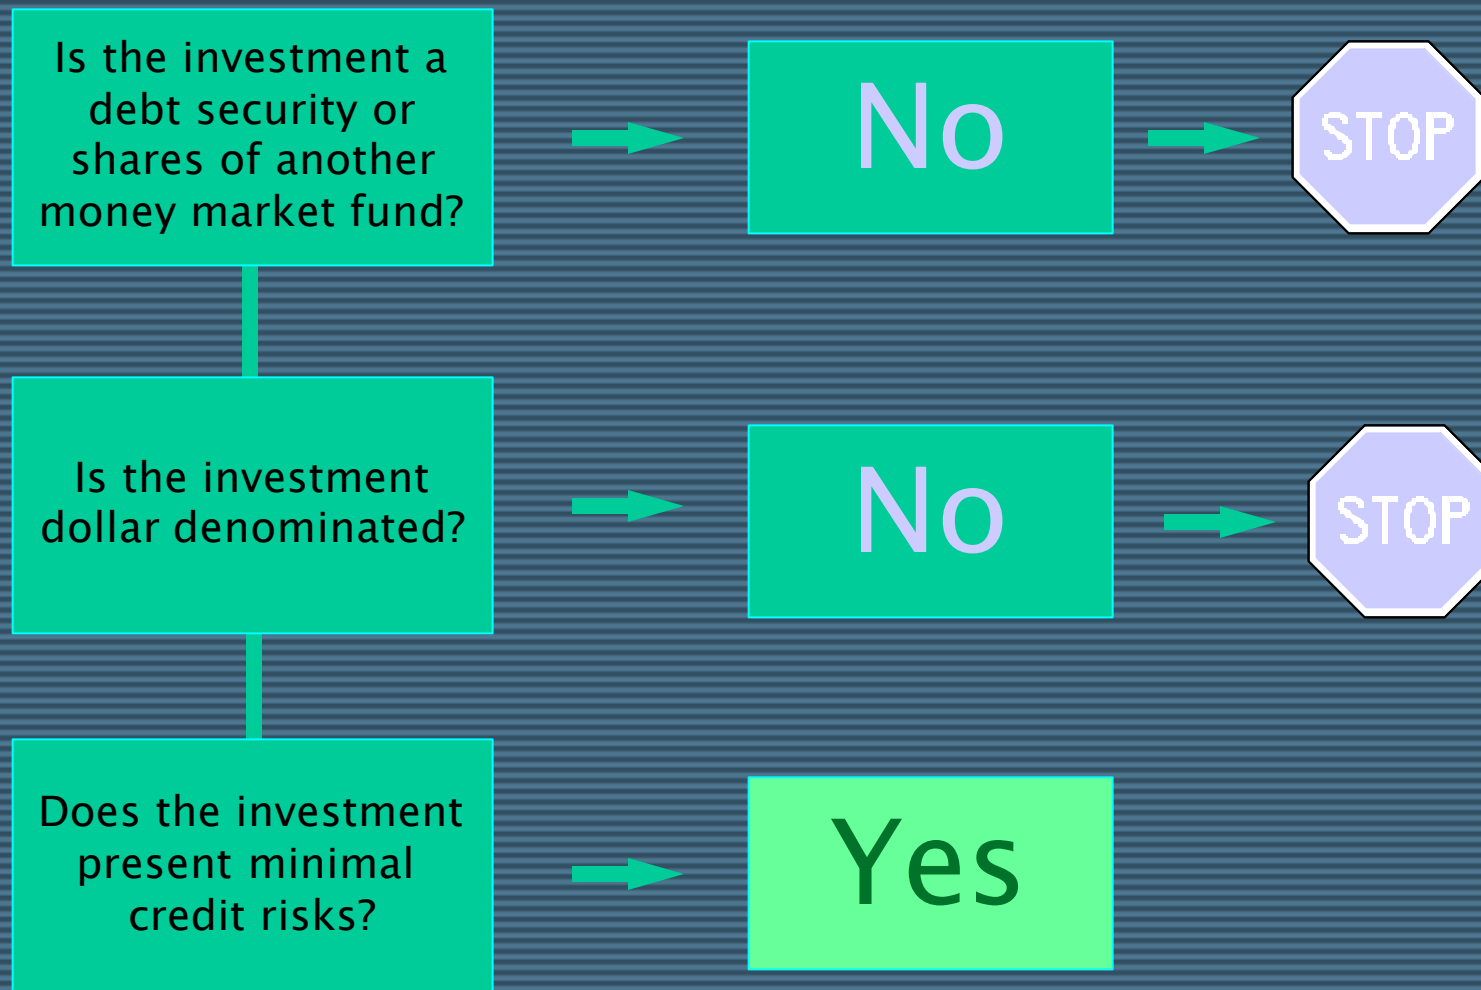 Is the investment a
debt security or
shares of another
money market fund?
No
STOP
Is the investment
dollar denominated?
No
STOP
Does the investment
present minimal
credit risks?
Yes